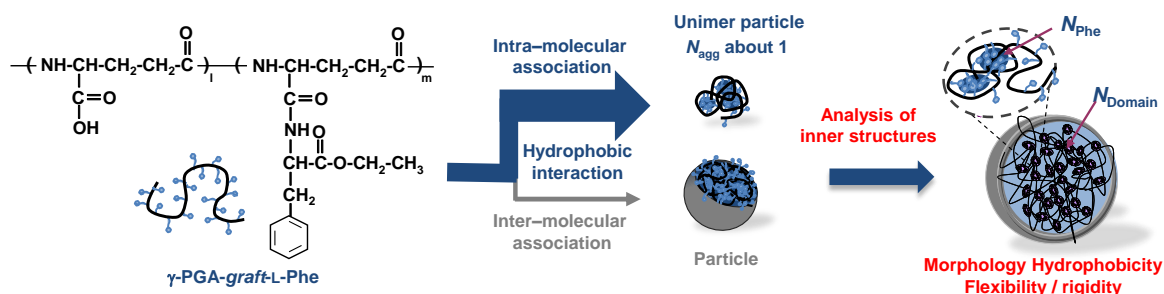 —( NH-CH-CH₂-CH₂-C )l—( NH-CH-CH₂-CH₂-C )m—
O
O
C=O
OH
C=O
NH
O
CH-C-O-CH₂-CH₃
CH₂
γ-PGA-graft-L-Phe
Intra–molecular
association
Hydrophobic
interaction
Inter–molecular
association
Unimer particle
Nagg about 1
Particle
Analysis of
inner structures
NPhe
NDomain
Morphology Hydrophobicity
Flexibility / rigidity